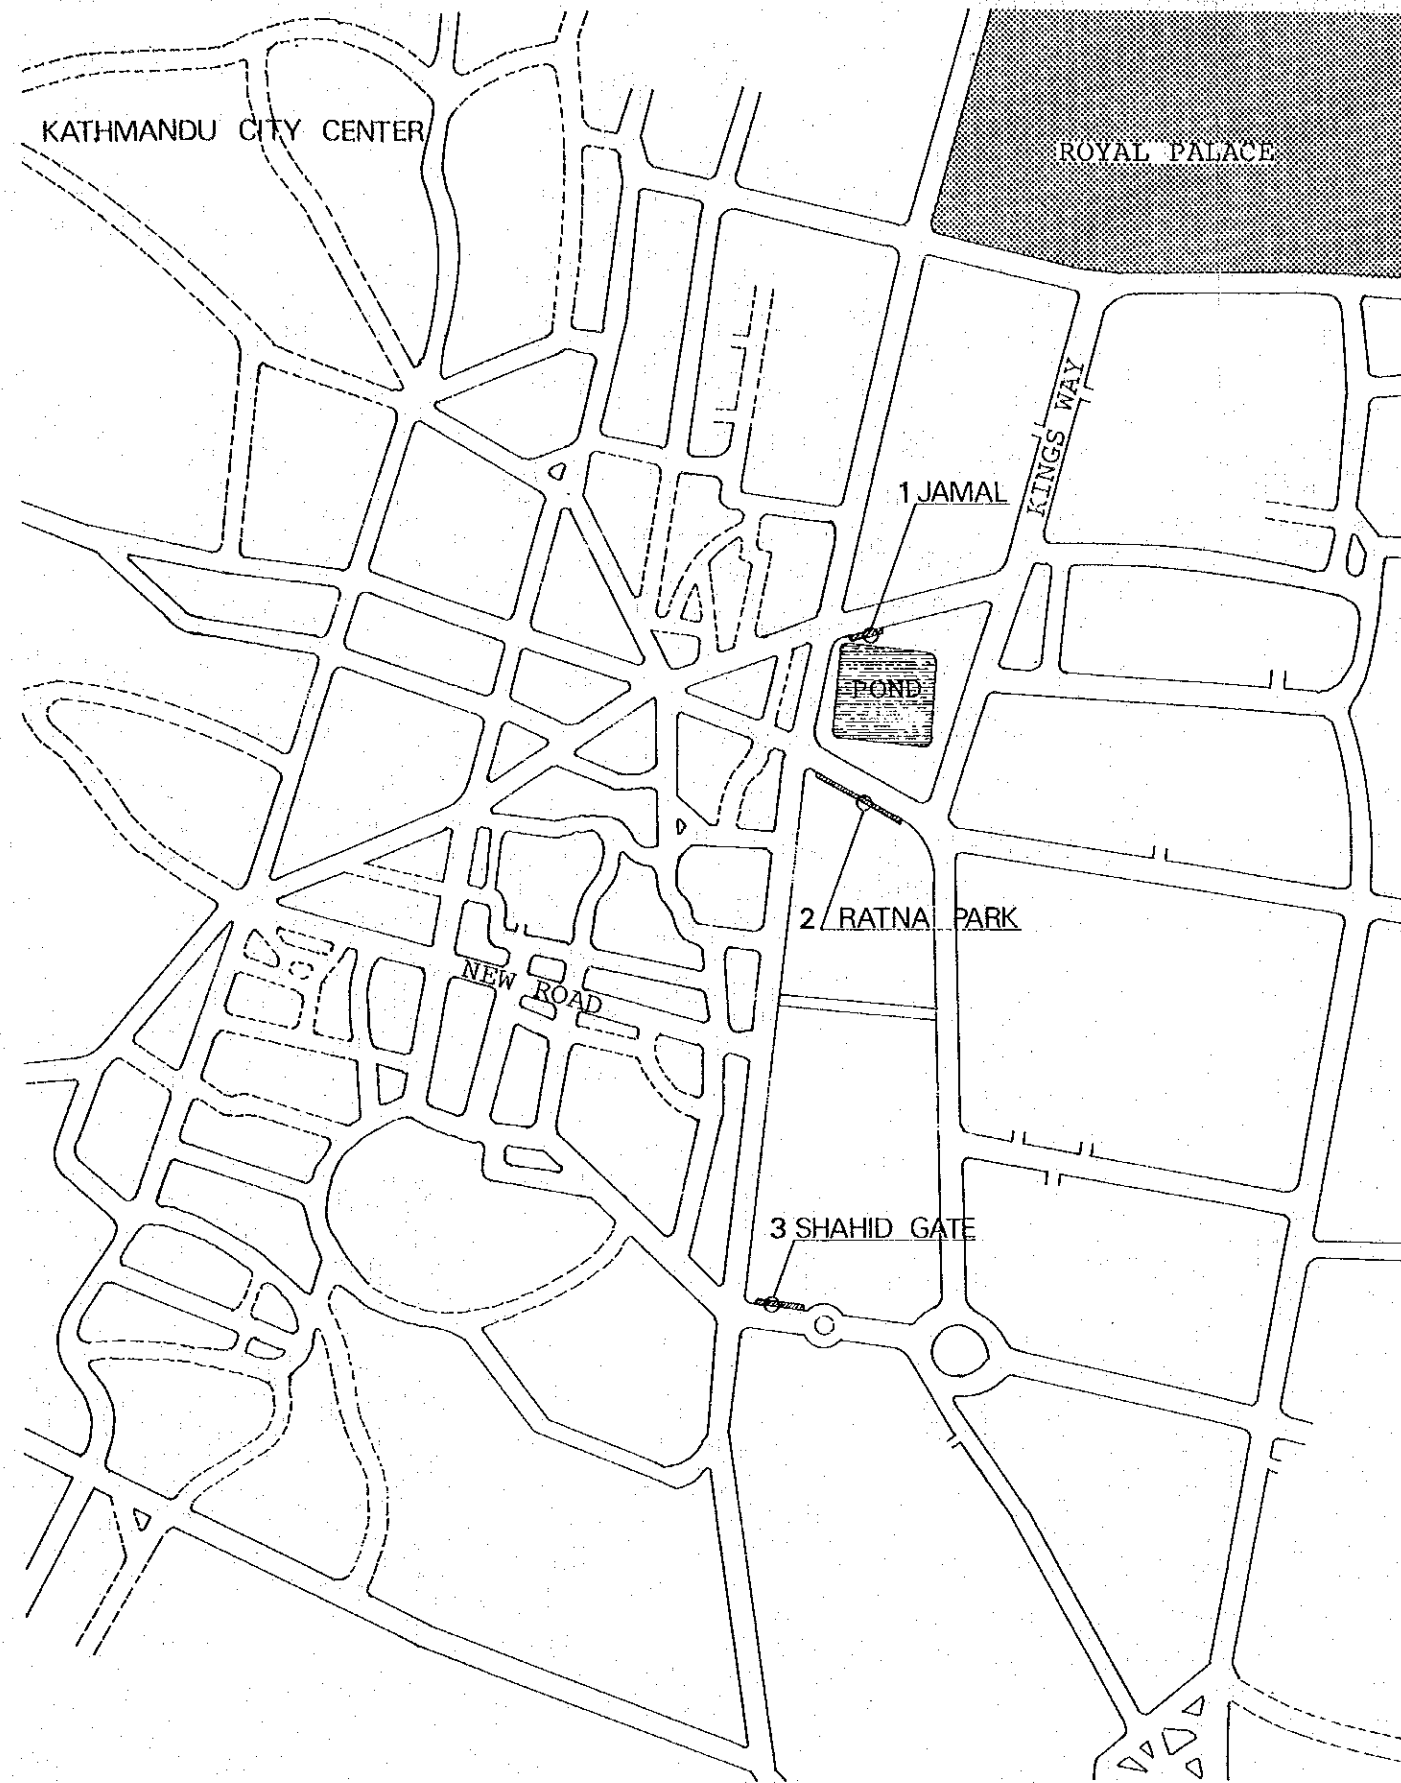 KATHMANDU CITY CENTER
ROYAL PALACE
KINGS WAY
1 JAMAL
POND
2 RATNA PARK
NEW ROAD
3 SHAHID GATE